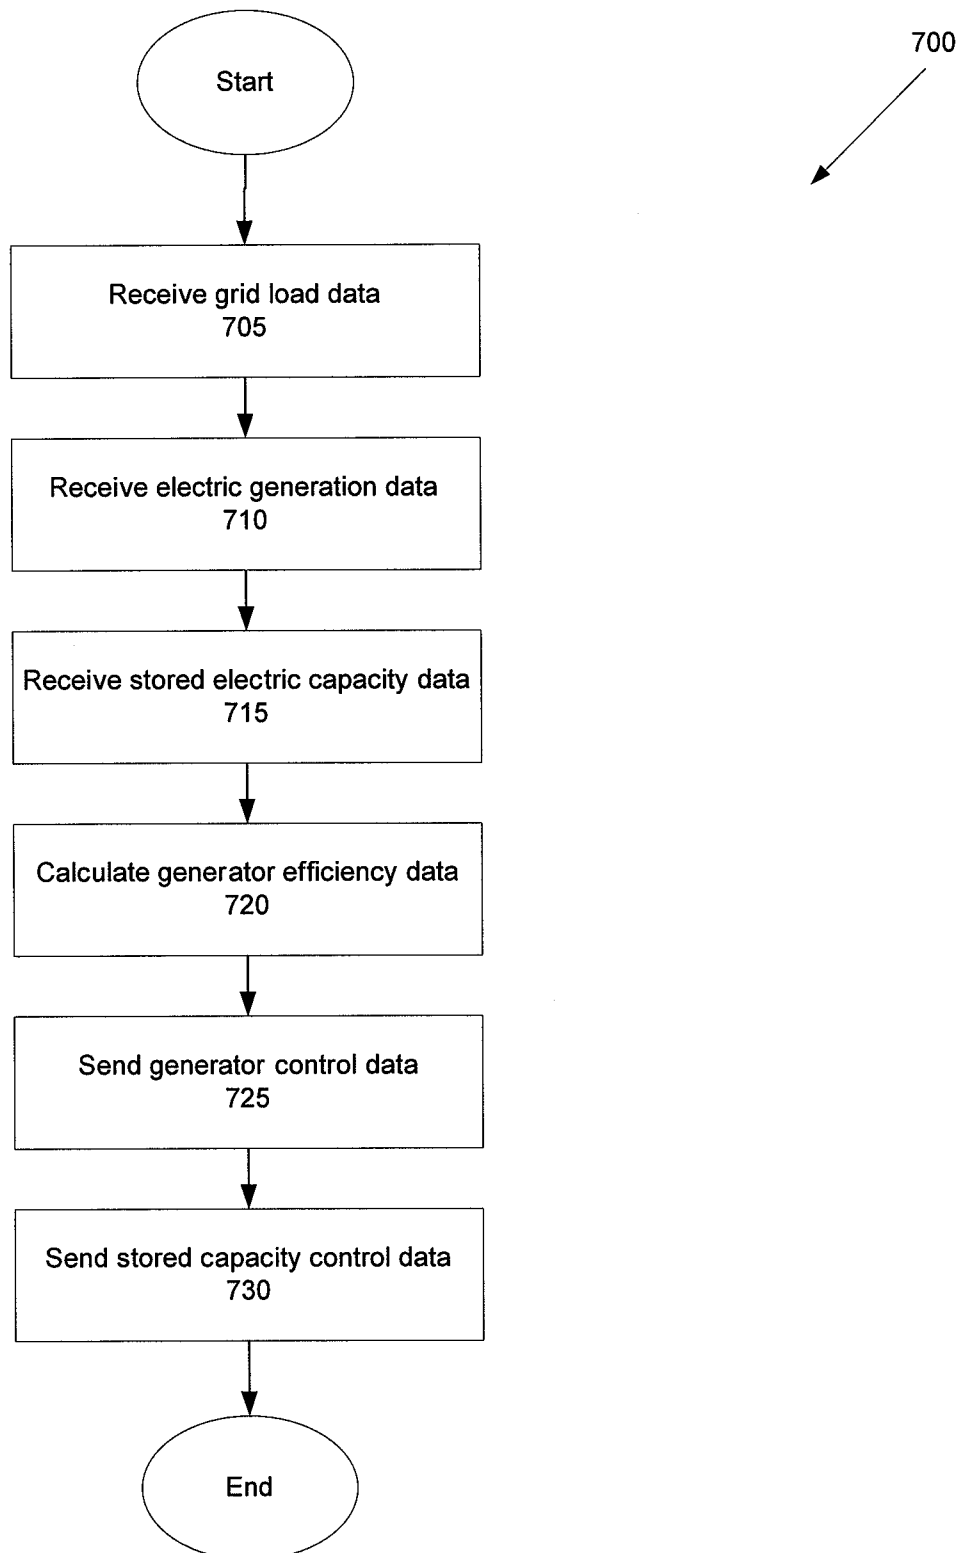 Start
700
Receive grid load data
705
Receive electric generation data
710
Receive stored electric capacity data
715
Calculate generator efficiency data
720
Send generator control data
725
Send stored capacity control data
730
End